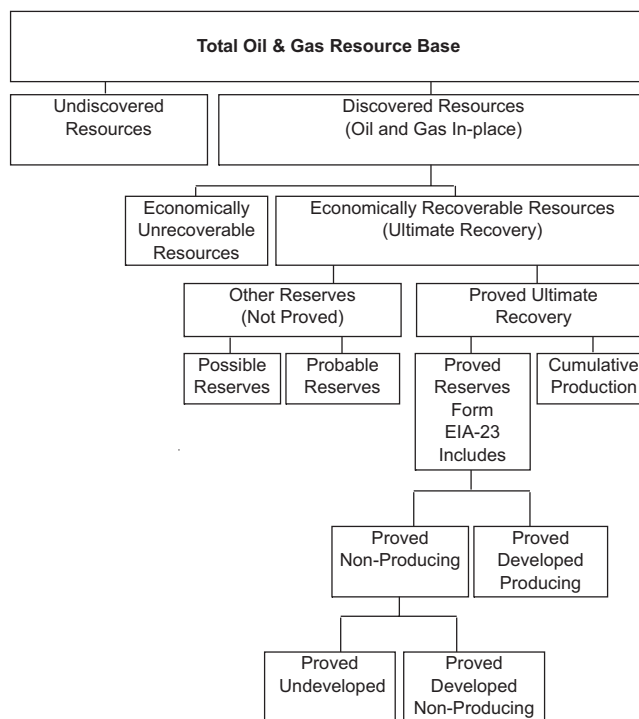 Total Oil & Gas Resource Base
Undiscovered
Resources
Discovered Resources
(Oil and Gas In-place)
Economically
Unrecoverable
Resources
Economically Recoverable Resources
(Ultimate Recovery)
Other Reserves
(Not Proved)
Proved Ultimate
Recovery
Possible
Reserves
Probable
Reserves
Proved
Reserves
Form
EIA-23
Includes
Cumulative
Production
Proved
Non-Producing
Proved
Developed
Producing
Proved
Undeveloped
Proved
Developed
Non-Producing